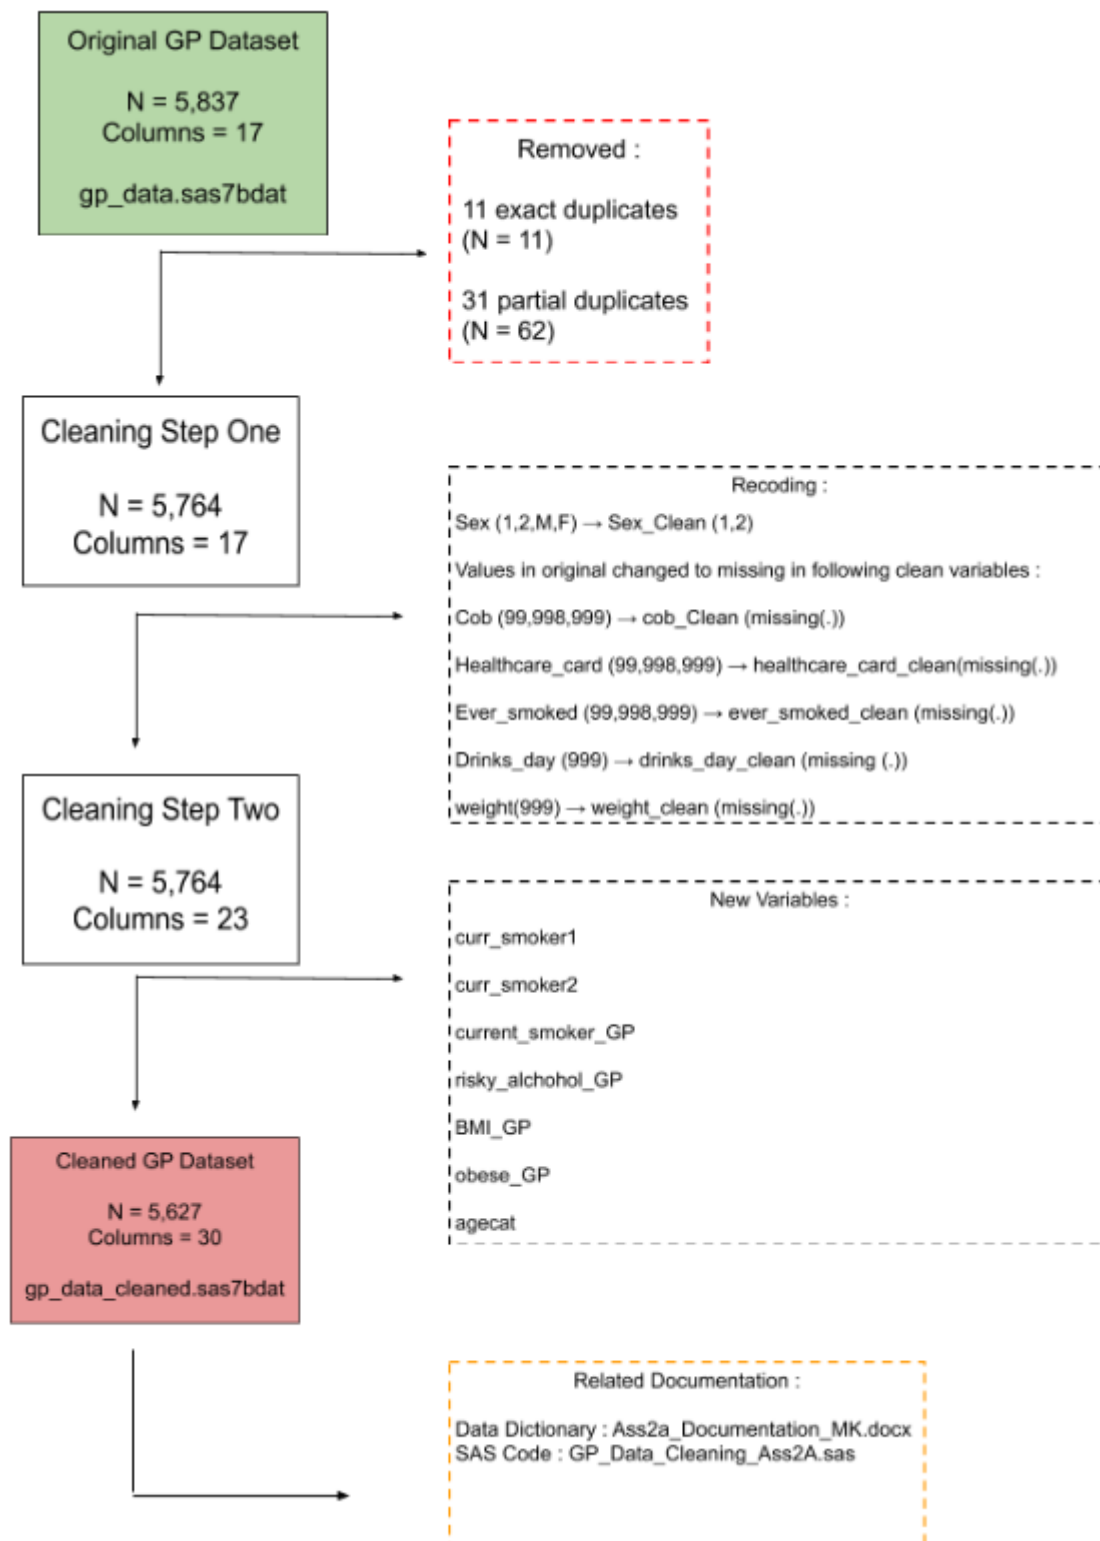 Original GP Dataset
N = 5,837
Columns = 17
gp_data.sas7bdat
Removed :
11 exact duplicates
(N = 11)
31 partial duplicates
(N = 62)
Cleaning Step One
N = 5,764
Columns = 17
Recoding :
Sex (1,2,M,F) → Sex_Clean (1,2)
Values in original changed to missing in following clean variables :
Cob (99,998,999) → cob_Clean (missing(.))
Healthcare_card (99,998,999) → healthcare_card_clean(missing(.))
Ever_smoked (99,998,999) → ever_smoked_clean (missing(.))
Drinks_day (999) → drinks_day_clean (missing (.))
weight(999) → weight_clean (missing(.))
Cleaning Step Two
N = 5,764
Columns = 23
New Variables :
curr_smoker1
curr_smoker2
current_smoker_GP
risky_alchohol_GP
BMI_GP
obese_GP
agecat
Cleaned GP Dataset
N = 5,627
Columns = 30
gp_data_cleaned.sas7bdat
Related Documentation :
Data Dictionary : Ass2a_Documentation_MK.docx
SAS Code : GP_Data_Cleaning_Ass2A.sas